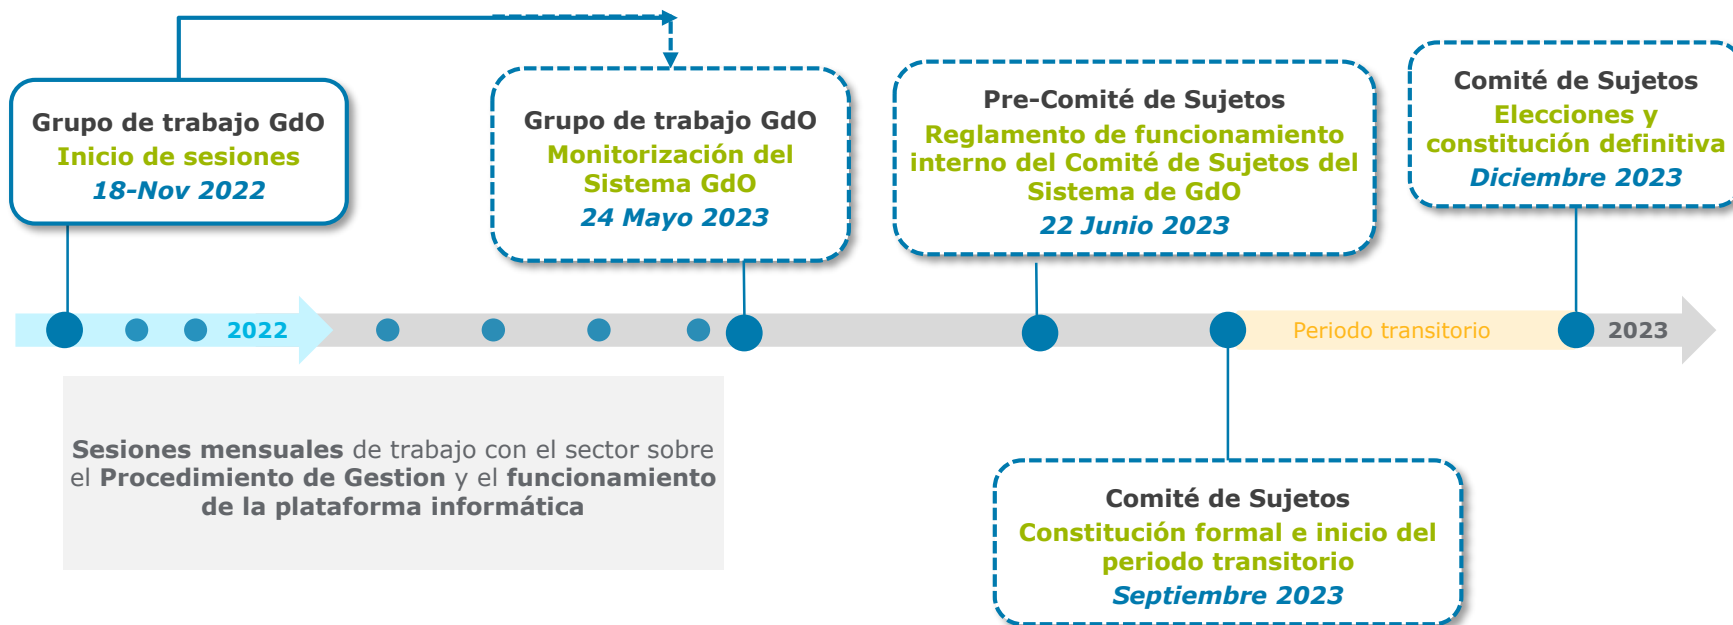 Grupo de trabajo GdO
Inicio de sesiones
18-Nov 2022
Grupo de trabajo GdO
Monitorización del
Sistema GdO
24 Mayo 2023
Pre-Comité de Sujetos
Reglamento de funcionamiento
interno del Comité de Sujetos del
Sistema de GdO
22 Junio 2023
Comité de Sujetos
Elecciones y
constitución definitiva
Diciembre 2023
2022
Periodo transitorio
2023
Sesiones mensuales de trabajo con el sector sobre
el Procedimiento de Gestion y el funcionamiento
de la plataforma informática
Comité de Sujetos
Constitución formal e inicio del
periodo transitorio
Septiembre 2023